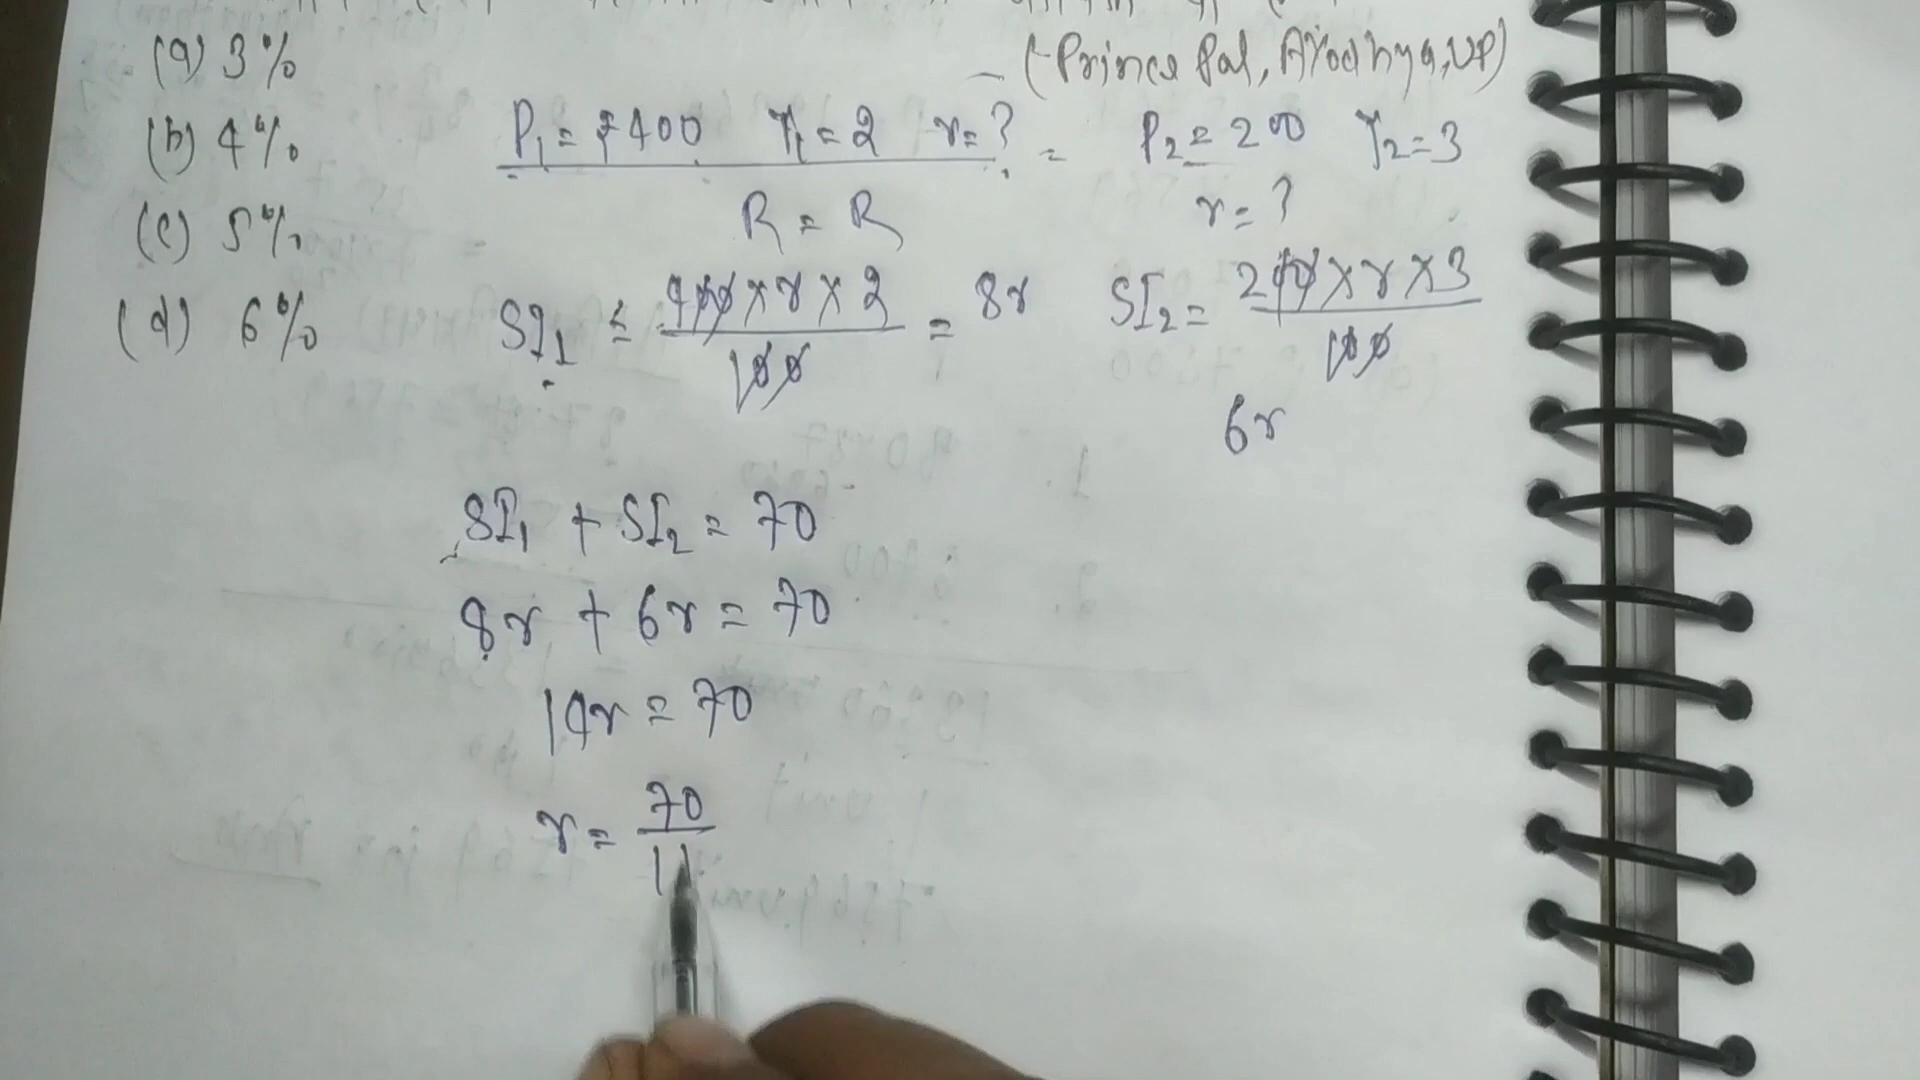 (a) 3%
(-Prince Pal, Ayodhya, UP)
(b) 4%
P₁ = ₹400 T₁ = 2 r = ?
P₂ = 200 T₂ = 3
(c) 5%
R = R
r = ?
(d) 6%
SI₁ = 400 × r × 2 / 100 = 8r
SI₂ = 200 × r × 3 / 100
6r
SI₁ + SI₂ = 70
8r + 6r = 70
14r = 70
r = 70 / 1